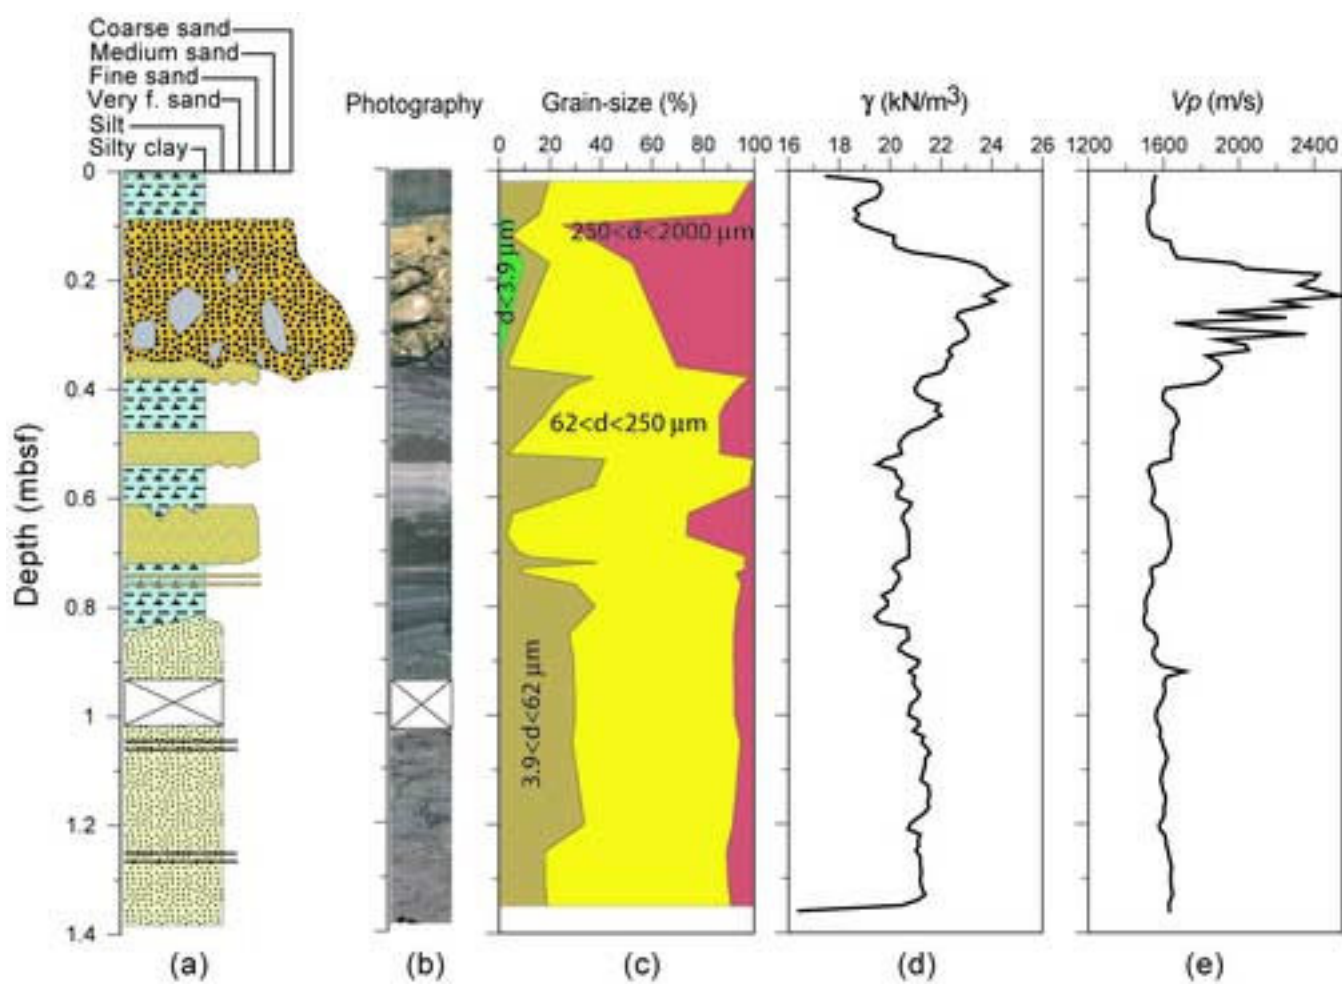 Coarse sand
Medium sand
Fine sand
Very f. sand
Silt
Silty clay
Photography
Grain-size (%)
γ (kN/m³)
Vp (m/s)
0 20 40 60 80 100
16 18 20 22 24 26
1200 1600 2000 2400
0
0.2
0.4
0.6
0.8
1
1.2
1.4
Depth (mbsf)
d<3.9 µm
250<d<2000 µm
62<d<250 µm
3.9<d<62 µm
(a)
(b)
(c)
(d)
(e)